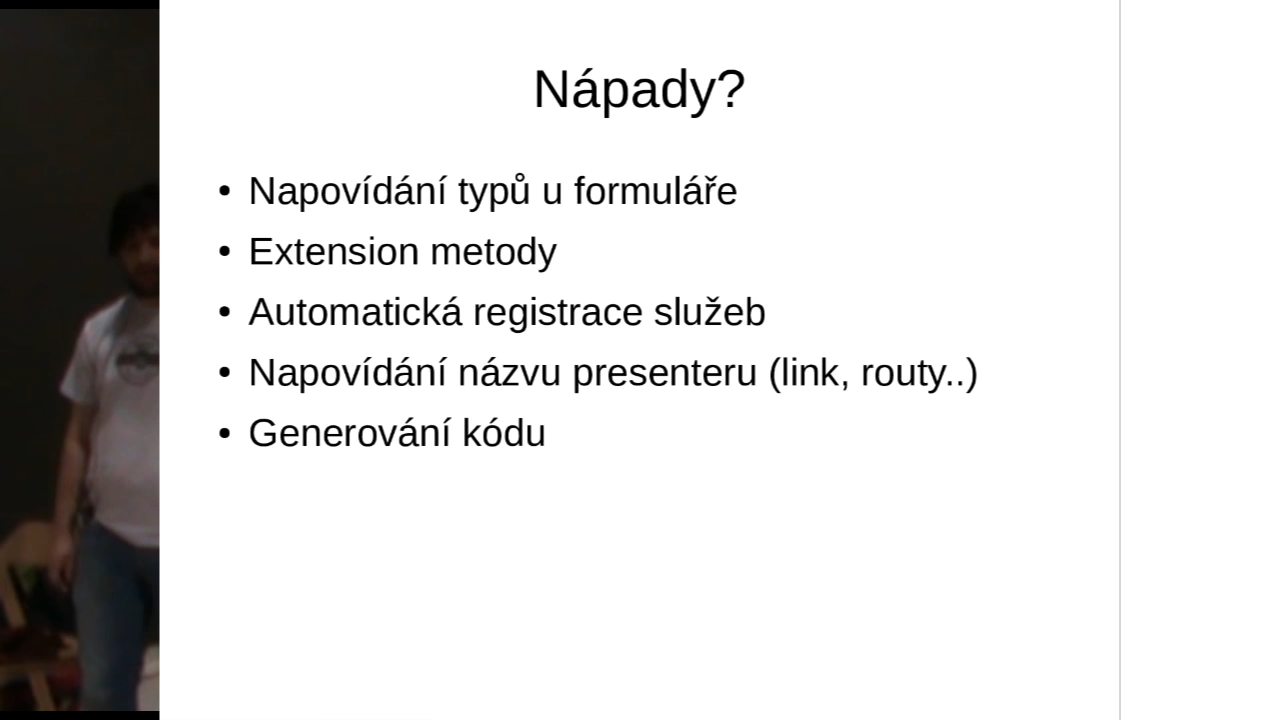 Nápady?
• Napovídání typů u formuláře
• Extension metody
• Automatická registrace služeb
• Napovídání názvu presenteru (link, routy..)
• Generování kódu